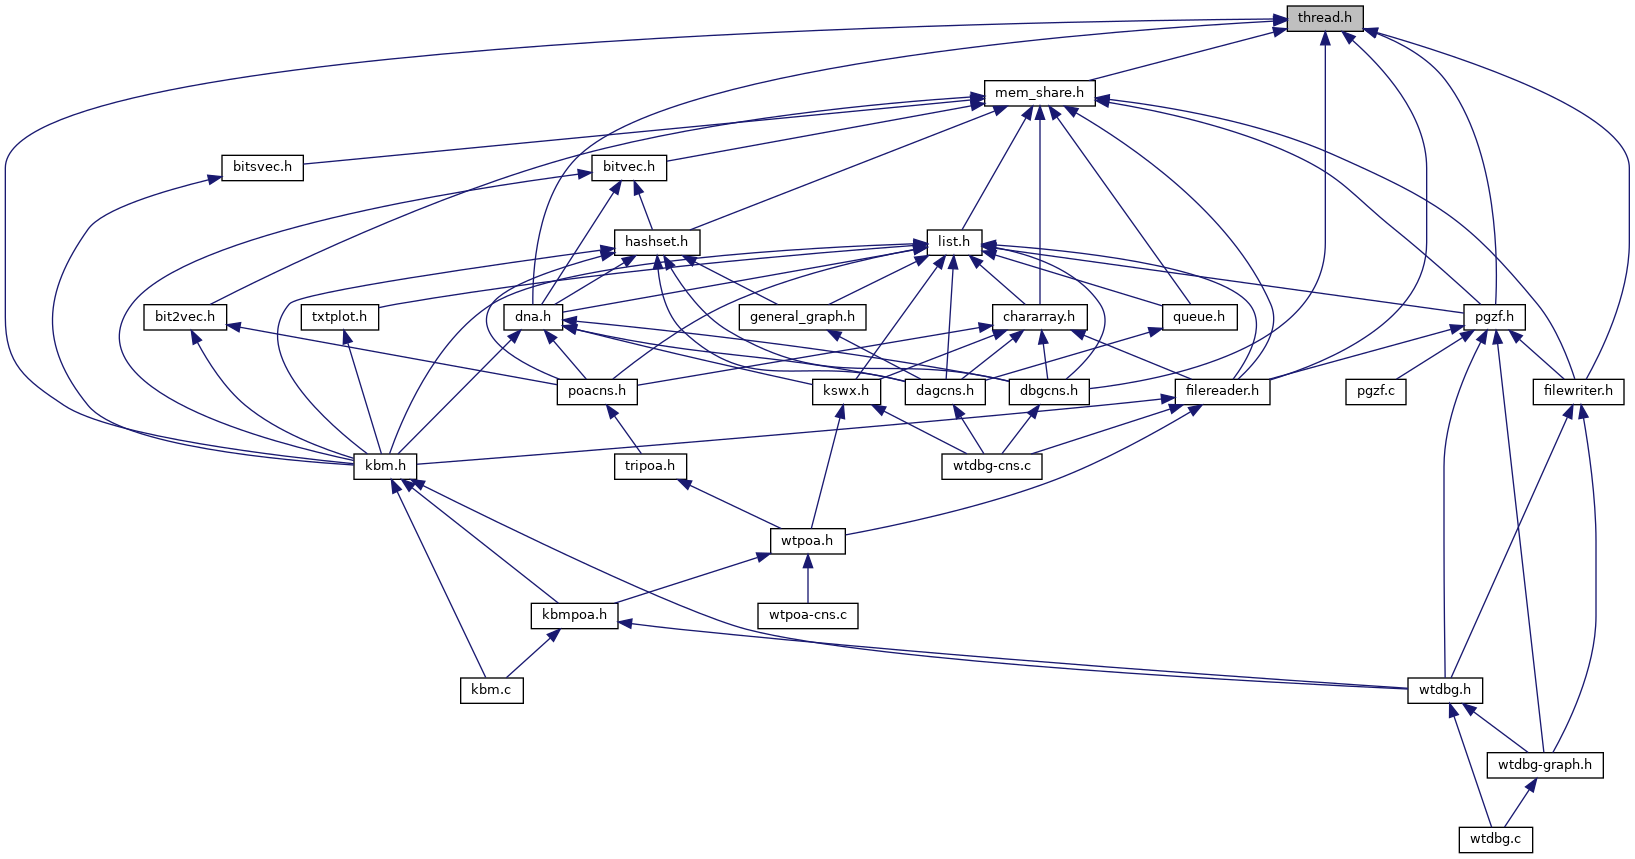 thread.h
mem_share.h
bitsvec.h
bitvec.h
hashset.h
list.h
bit2vec.h
txtplot.h
dna.h
general_graph.h
chararray.h
queue.h
pgzf.h
poacns.h
kswx.h
dagcns.h
dbgcns.h
filereader.h
pgzf.c
filewriter.h
kbm.h
tripoa.h
wtdbg-cns.c
wtpoa.h
kbmpoa.h
wtpoa-cns.c
kbm.c
wtdbg.h
wtdbg-graph.h
wtdbg.c